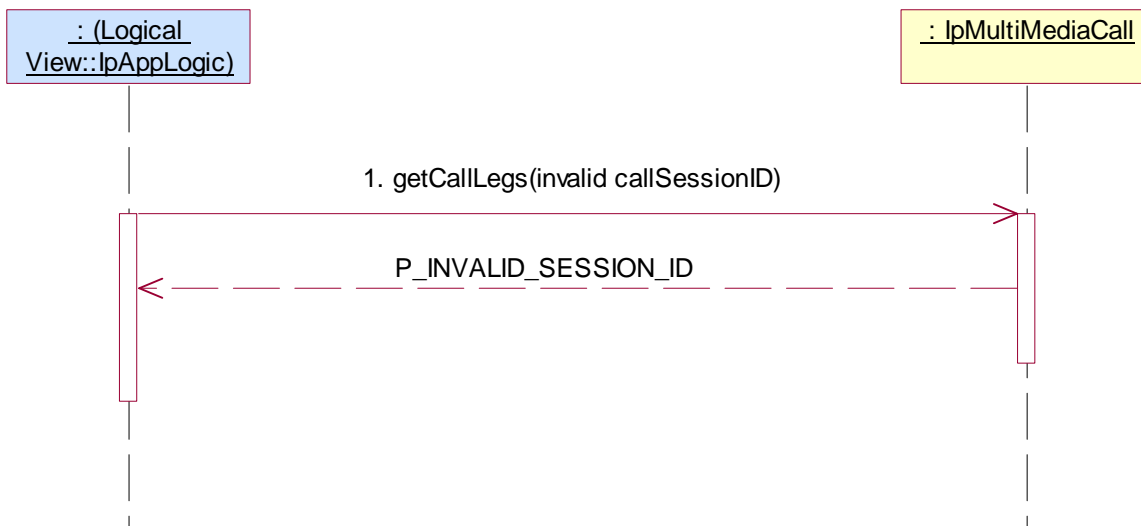 : (Logical
View::IpAppLogic)
: IpMultiMediaCall
1. getCallLegs(invalid callSessionID)
P_INVALID_SESSION_ID